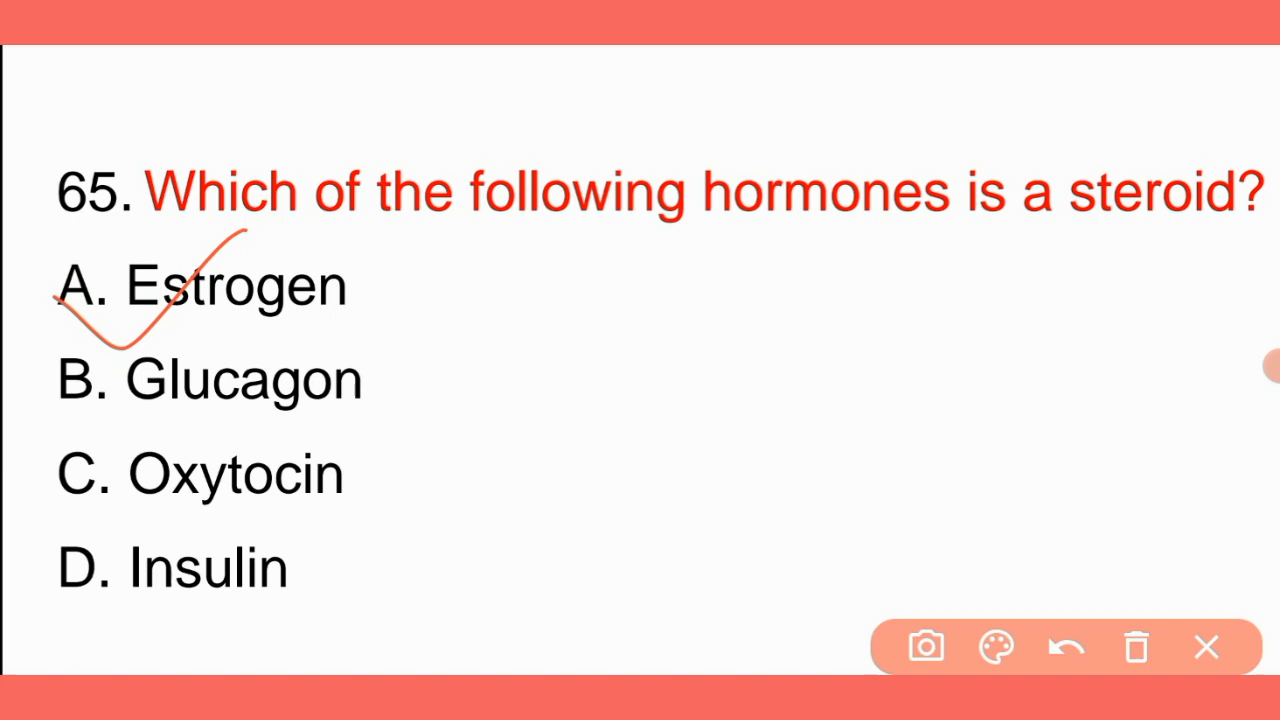 65. Which of the following hormones is a steroid?
A. Estrogen
B. Glucagon
C. Oxytocin
D. Insulin